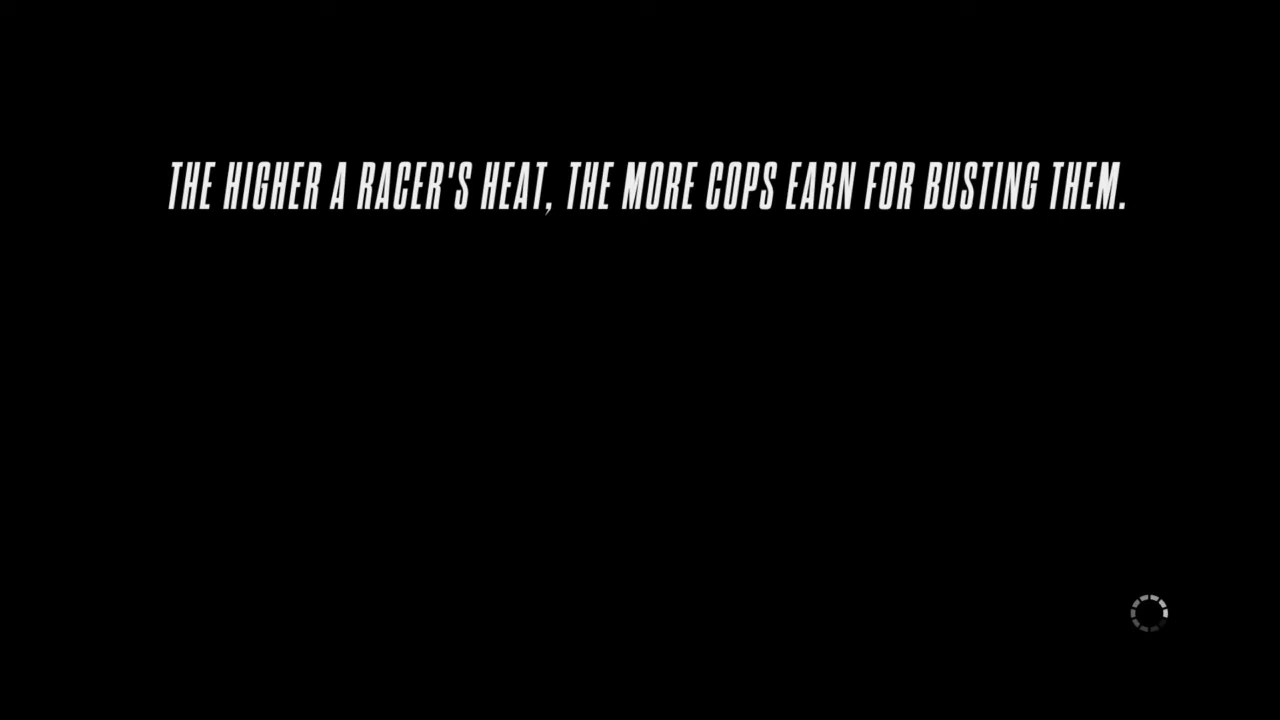 THE HIGHER A RACER'S HEAT, THE MORE COPS EARN FOR BUSTING THEM.